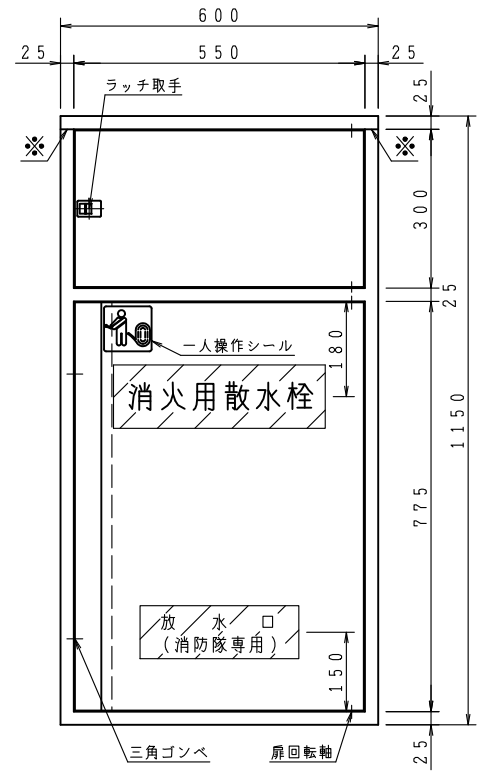 600
25 550 25
ラッチ取手
25
※ ※
300
25
一人操作シール
180
消火用散水栓
1150
775
放水口
(消防隊専用)
150
三角ゴンベ 扉回転軸
25